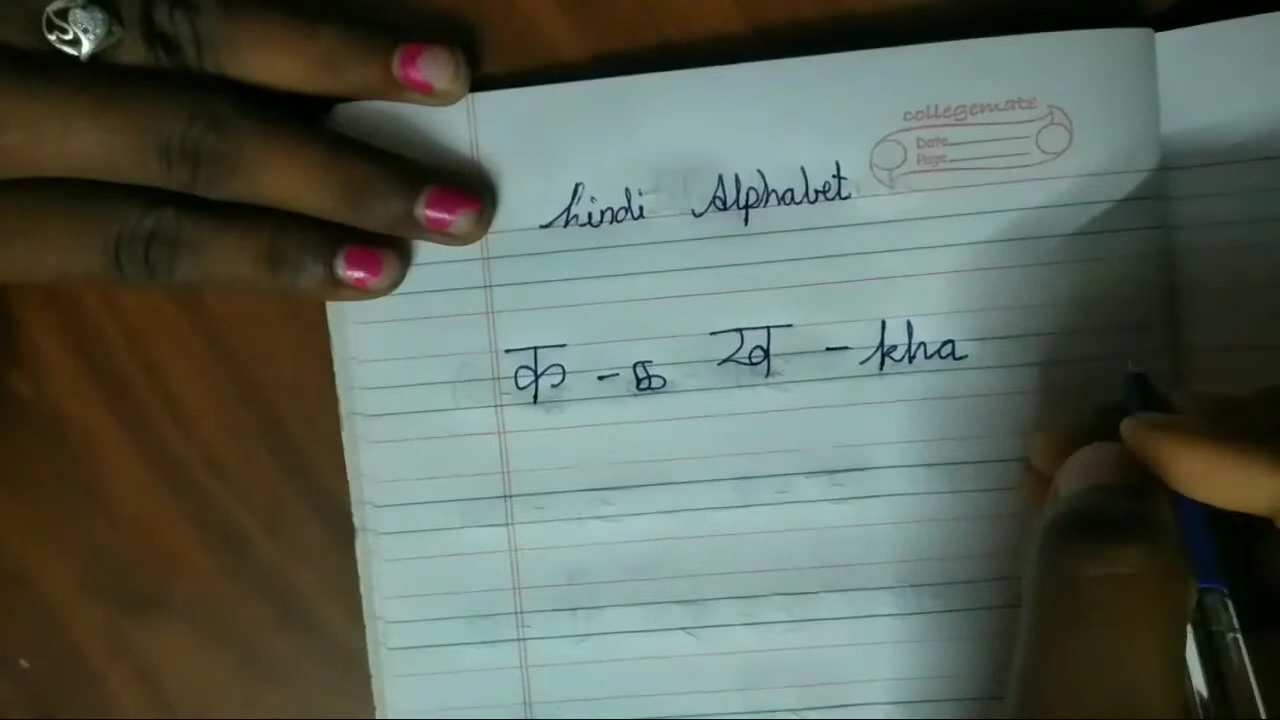 collegemate
Date
Page
hindi Alphabet
क - ख - kha